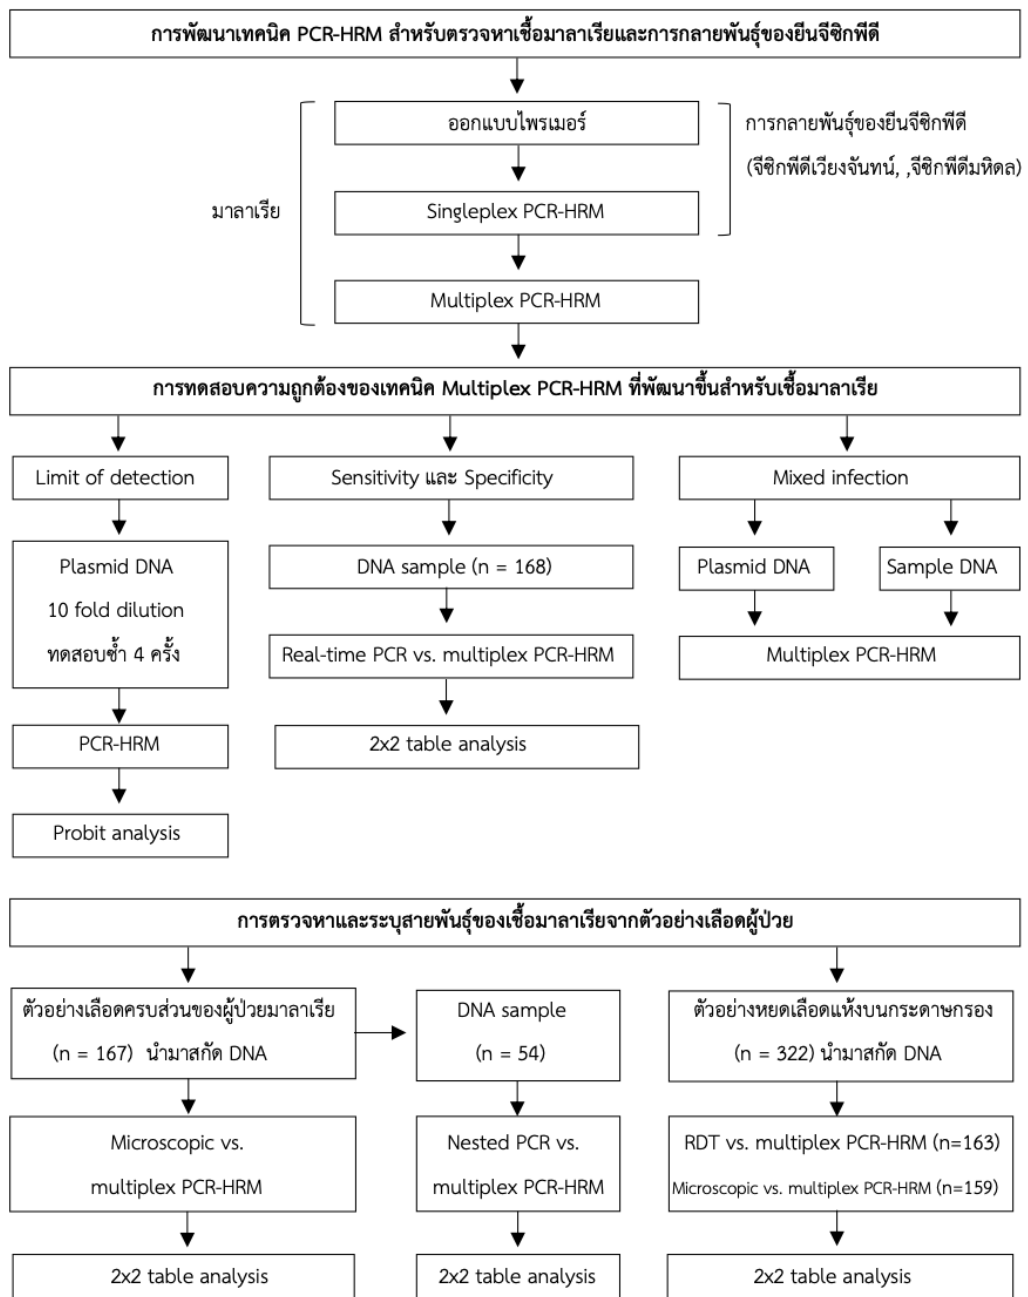 การพัฒนาเทคนิค PCR-HRM สำหรับตรวจหาเชื้อมาลาเรียและการกลายพันธุ์ของยีนจีซิกพีดี
ออกแบบไพรเมอร์
การกลายพันธุ์ของยีนจีซิกพีดี
(จีซิกพีดีเวียงจันทน์, ,จีซิกพีดีมหิดล)
มาลาเรีย
Singleplex PCR-HRM
Multiplex PCR-HRM
การทดสอบความถูกต้องของเทคนิค Multiplex PCR-HRM ที่พัฒนาขึ้นสำหรับเชื้อมาลาเรีย
Limit of detection
Plasmid DNA
10 fold dilution
ทดสอบซ้ำ 4 ครั้ง
PCR-HRM
Probit analysis
Sensitivity และ Specificity
DNA sample (n = 168)
Real-time PCR vs. multiplex PCR-HRM
2x2 table analysis
Mixed infection
Plasmid DNA
Sample DNA
Multiplex PCR-HRM
การตรวจหาและระบุสายพันธุ์ของเชื้อมาลาเรียจากตัวอย่างเลือดผู้ป่วย
ตัวอย่างเลือดครบส่วนของผู้ป่วยมาลาเรีย
(n = 167) นำมาสกัด DNA
Microscopic vs.
multiplex PCR-HRM
2x2 table analysis
DNA sample
(n = 54)
Nested PCR vs.
multiplex PCR-HRM
2x2 table analysis
ตัวอย่างหยดเลือดแห้งบนกระดาษกรอง
(n = 322) นำมาสกัด DNA
RDT vs. multiplex PCR-HRM (n=163)
Microscopic vs. multiplex PCR-HRM (n=159)
2x2 table analysis